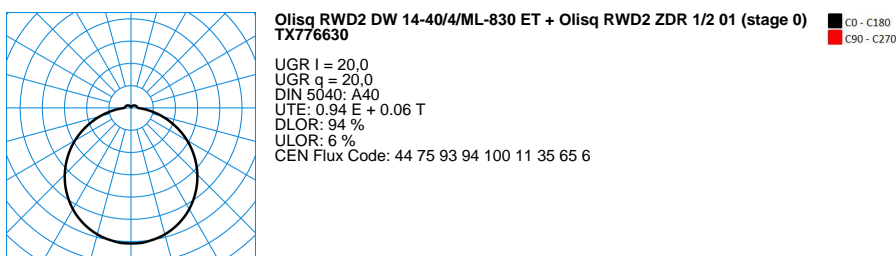 Olisq RWD2 DW 14-40/4/ML-830 ET + Olisq RWD2 ZDR 1/2 01 (stage 0)
TX776630
UGR l = 20,0
UGR q = 20,0
DIN 5040: A40
UTE: 0.94 E + 0.06 T
DLOR: 94 %
ULOR: 6 %
CEN Flux Code: 44 75 93 94 100 11 35 65 6
C0 - C180
C90 - C270